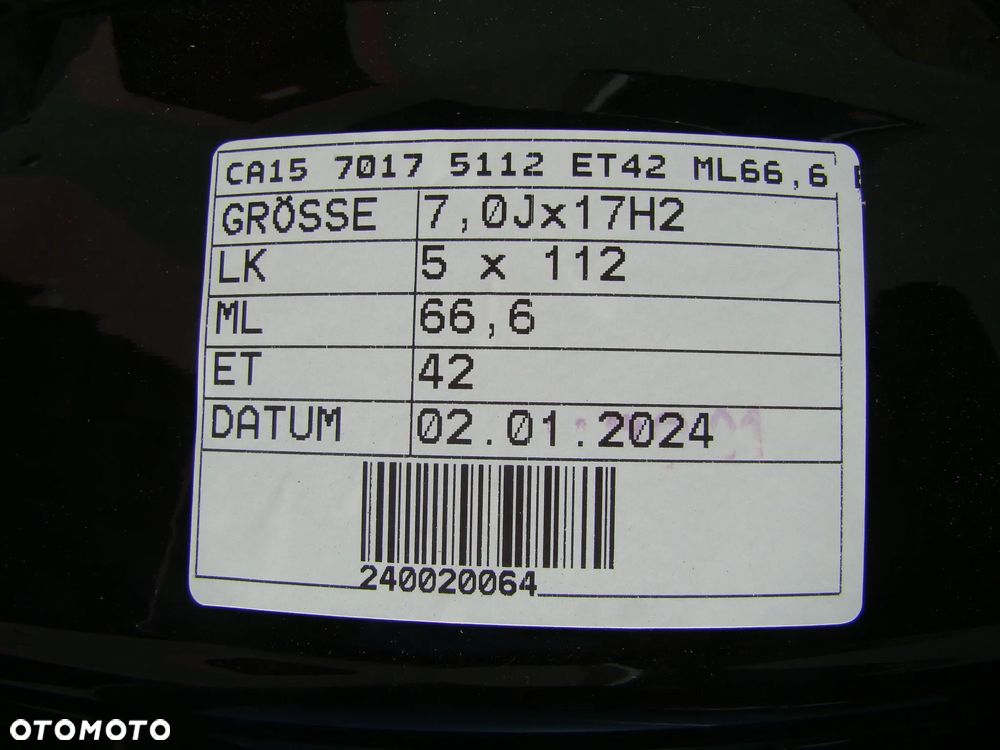 CA15 7017 5112 ET42 ML66,6
GRÖSSE 7,0Jx17H2
LK 5 x 112
ML 66,6
ET 42
DATUM 02.01.2024
240020064
OTOMOTO